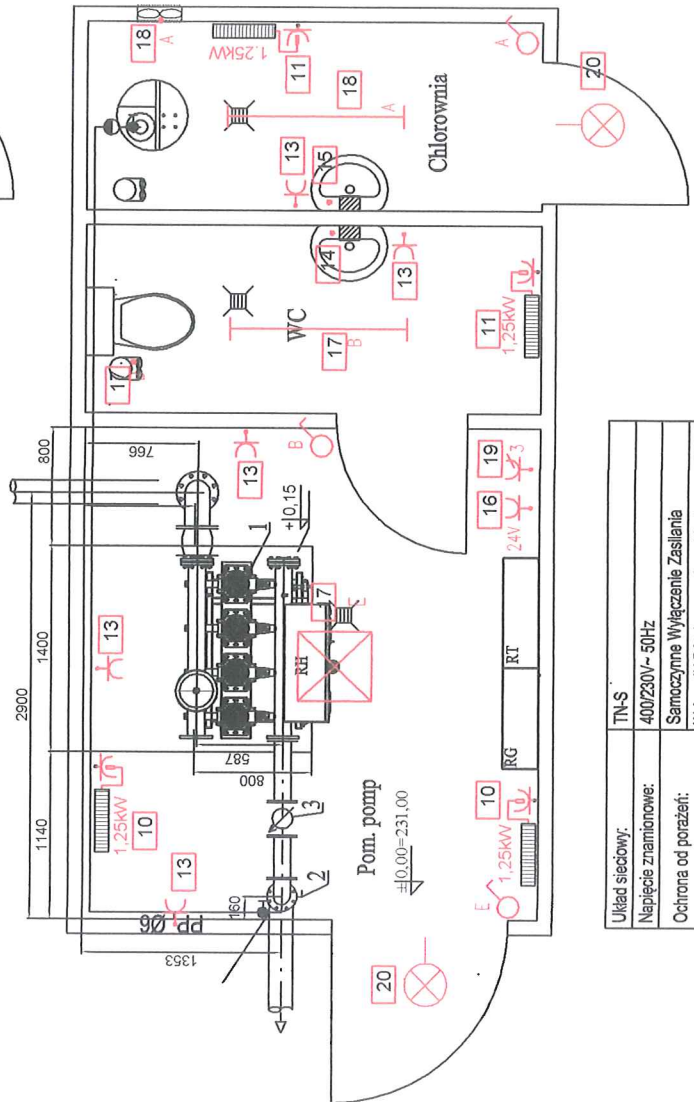 18
A
1.25kW
11
18
A
A
20
Chlorownia
13
15
14
13
WC
17
B
17
11
1,25kW
800
766
13
B
19
3
16
24V
1
+0,15
2900
1400
13
17
RH
RT
RG
587
800
1140
1,25kW
10
13
3
2
160
PP Ø6
1353
Pom. pomp
±0,00=231,00
10
1,25kW
E
20
Układ sieciowy: TN-S
Napięcie znamionowe: 400/230V~ 50Hz
Ochrona od porażeń: Samoczynne Wyłączenie Zasilania